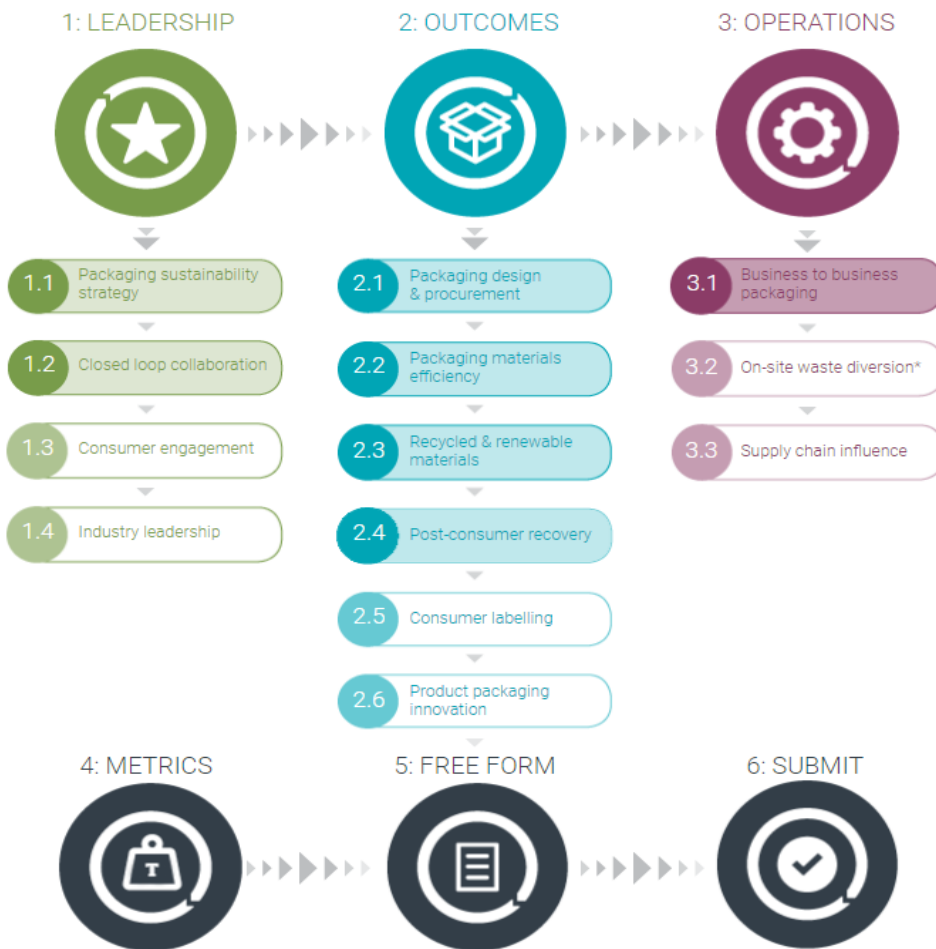 1: LEADERSHIP
2: OUTCOMES
3: OPERATIONS
1.1 Packaging sustainability
strategy
1.2 Closed loop collaboration
1.3 Consumer engagement
1.4 Industry leadership
2.1 Packaging design
& procurement
2.2 Packaging materials
efficiency
2.3 Recycled & renewable
materials
2.4 Post-consumer recovery
2.5 Consumer labelling
2.6 Product packaging
innovation
3.1 Business to business
packaging
3.2 On-site waste diversion*
3.3 Supply chain influence
4: METRICS
T
5: FREE FORM
6: SUBMIT